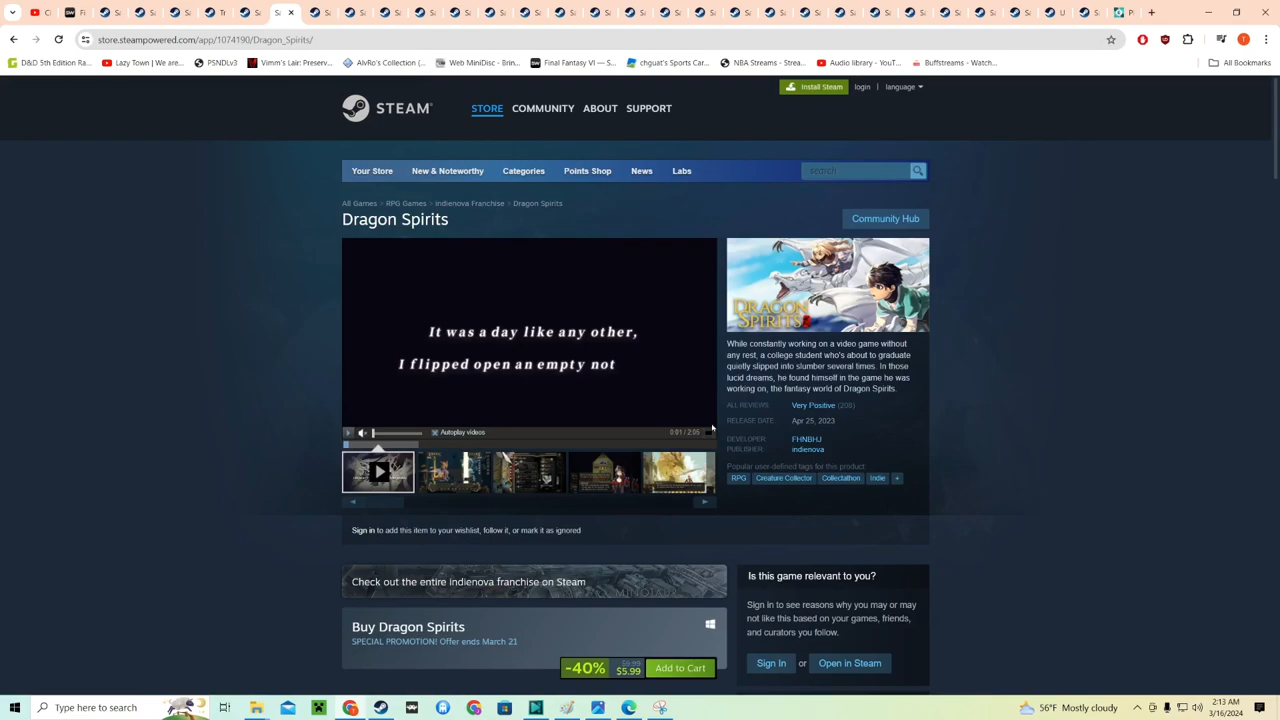 store.steampowered.com/app/1074190/Dragon_Spirits/
D&D 5th Edition Ra...
Lazy Town | We are...
PSNDLv3
Vimm's Lair: Preserv...
AlvRo's Collection (...
Web MiniDisc - Brin...
Final Fantasy VI — S...
chguat's Sports Car...
NBA Streams - Strea...
Audio library - YouT...
Buffstreams - Watch...
All Bookmarks
Install Steam
login
language
STEAM®
STORE
COMMUNITY
ABOUT
SUPPORT
Your Store
New & Noteworthy
Categories
Points Shop
News
Labs
search
All Games > RPG Games > indienova Franchise > Dragon Spirits
Dragon Spirits
Community Hub
It was a day like any other,
I flipped open an empty not
Autoplay videos
0:01 / 2:05
DRAGON
SPIRITS
While constantly working on a video game without
any rest, a college student who's about to graduate
quietly slipped into slumber several times. In those
lucid dreams, he found himself in the game he was
working on, the fantasy world of Dragon Spirits.
ALL REVIEWS: Very Positive (208)
RELEASE DATE: Apr 25, 2023
DEVELOPER: FHNBHJ
PUBLISHER: indienova
Popular user-defined tags for this product:
RPG
Creature Collector
Collectathon
Indie
+
Sign in to add this item to your wishlist, follow it, or mark it as ignored
Check out the entire indienova franchise on Steam
Is this game relevant to you?
Sign in to see reasons why you may or may
not like this based on your games, friends,
and curators you follow.
Sign In or Open in Steam
Buy Dragon Spirits
SPECIAL PROMOTION! Offer ends March 21
-40%
$9.99
$5.99
Add to Cart
Type here to search
56°F Mostly cloudy
2:13 AM
3/16/2024